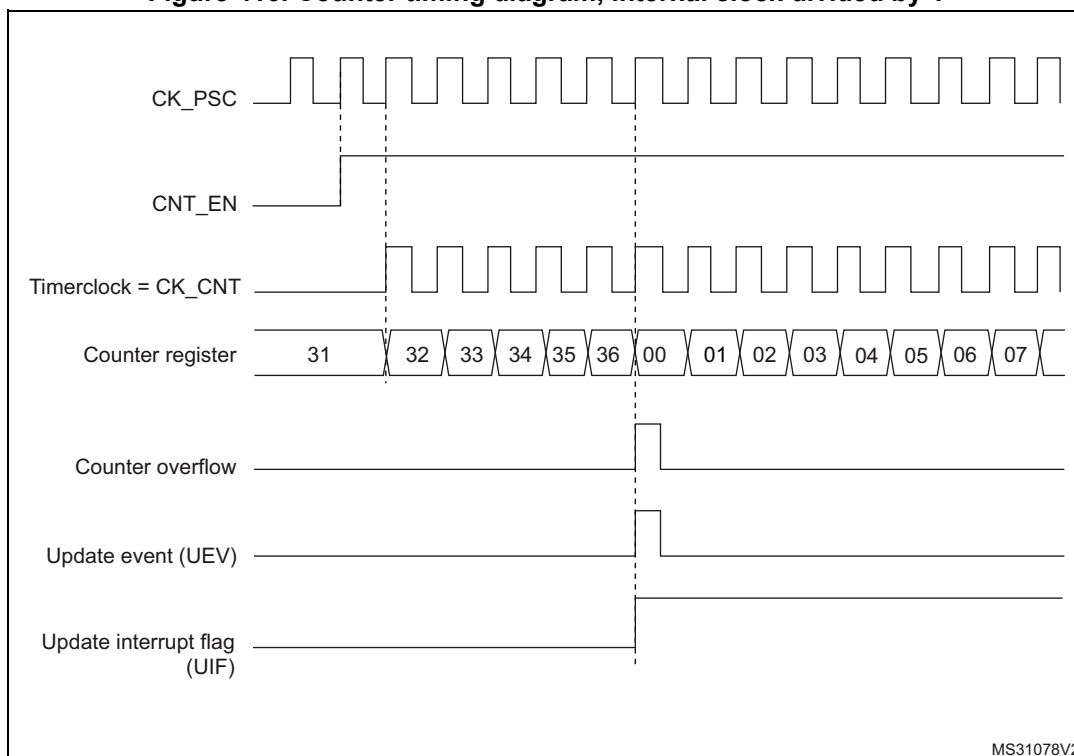 CK_PSC
CNT_EN
Timerclock = CK_CNT
Counter register 31 32 33 34 35 36 00 01 02 03 04 05 06 07
Counter overflow
Update event (UEV)
Update interrupt flag
(UIF)
MS31078V2